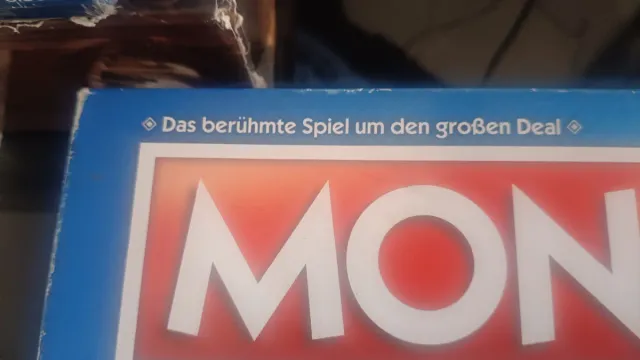 Das berühmte Spiel um den großen Deal
MON